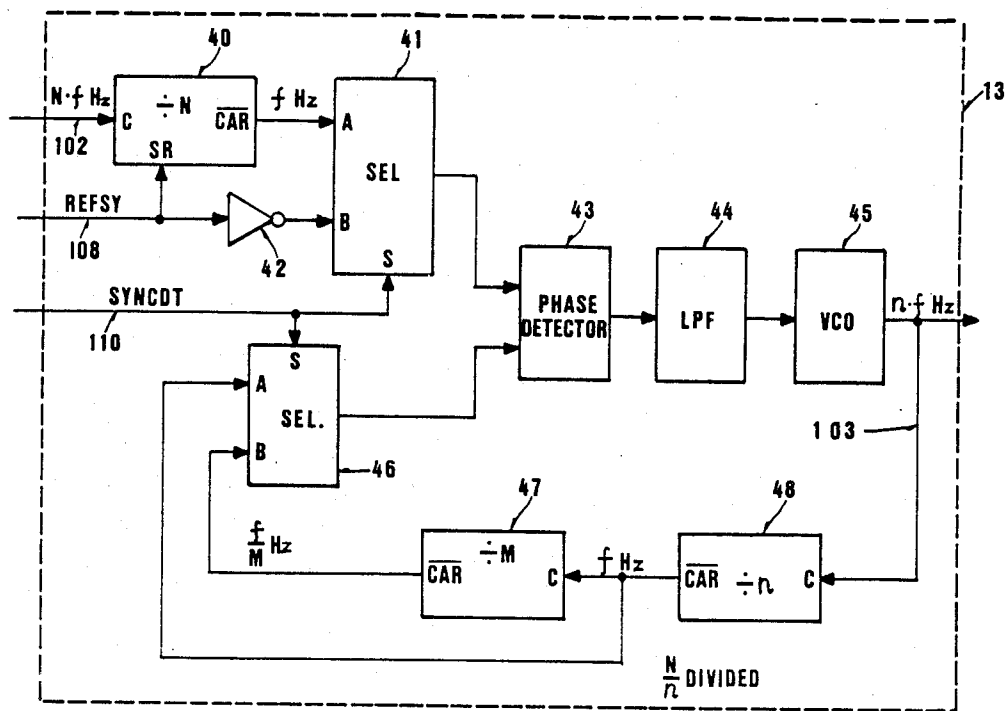 40
41
13
N·f Hz
÷N
f Hz
C
CAR
A
102
SR
SEL
REFSY
B
108
42
S
43
44
45
SYNCDT
110
PHASE
DETECTOR
LPF
VCO
n·f Hz
S
A
SEL.
B
46
103
47
48
f/M Hz
÷M
CAR
C
f Hz
CAR
÷n
C
N/n DIVIDED